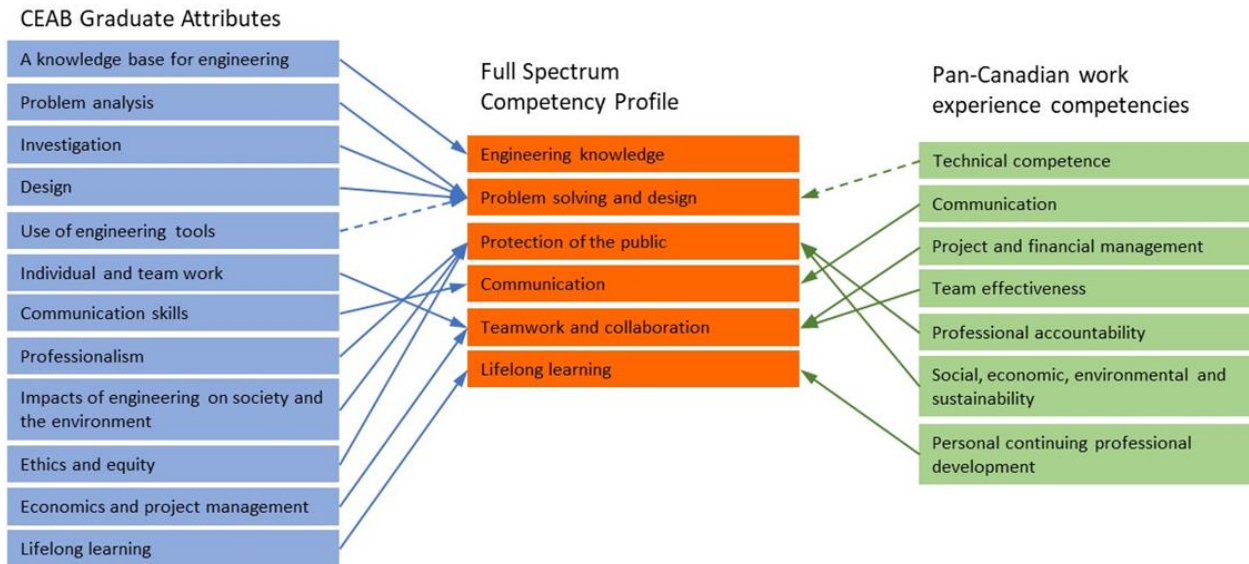 CEAB Graduate Attributes
A knowledge base for engineering
Problem analysis
Investigation
Design
Use of engineering tools
Individual and team work
Communication skills
Professionalism
Impacts of engineering on society and
the environment
Ethics and equity
Economics and project management
Lifelong learning
Full Spectrum
Competency Profile
Engineering knowledge
Problem solving and design
Protection of the public
Communication
Teamwork and collaboration
Lifelong learning
Pan-Canadian work
experience competencies
Technical competence
Communication
Project and financial management
Team effectiveness
Professional accountability
Social, economic, environmental and
sustainability
Personal continuing professional
development